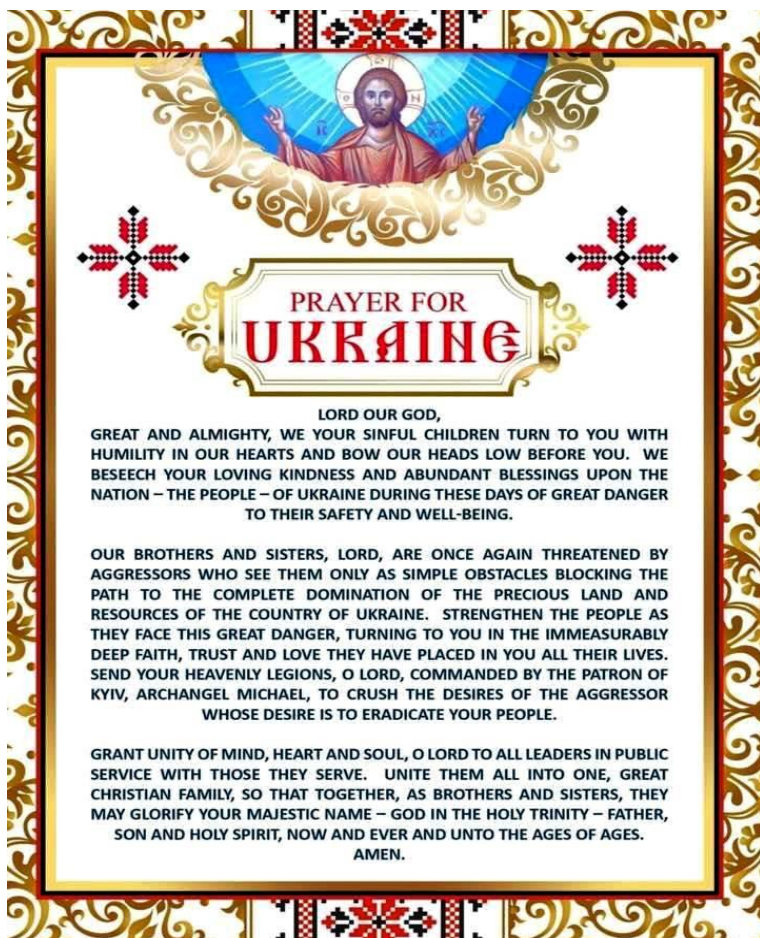 IC XC
O N
PRAYER FOR
UKRAINE
LORD OUR GOD,
GREAT AND ALMIGHTY, WE YOUR SINFUL CHILDREN TURN TO YOU WITH
HUMILITY IN OUR HEARTS AND BOW OUR HEADS LOW BEFORE YOU. WE
BESEECH YOUR LOVING KINDNESS AND ABUNDANT BLESSINGS UPON THE
NATION – THE PEOPLE – OF UKRAINE DURING THESE DAYS OF GREAT DANGER
TO THEIR SAFETY AND WELL-BEING.
OUR BROTHERS AND SISTERS, LORD, ARE ONCE AGAIN THREATENED BY
AGGRESSORS WHO SEE THEM ONLY AS SIMPLE OBSTACLES BLOCKING THE
PATH TO THE COMPLETE DOMINATION OF THE PRECIOUS LAND AND
RESOURCES OF THE COUNTRY OF UKRAINE. STRENGTHEN THE PEOPLE AS
THEY FACE THIS GREAT DANGER, TURNING TO YOU IN THE IMMEASURABLY
DEEP FAITH, TRUST AND LOVE THEY HAVE PLACED IN YOU ALL THEIR LIVES.
SEND YOUR HEAVENLY LEGIONS, O LORD, COMMANDED BY THE PATRON OF
KYIV, ARCHANGEL MICHAEL, TO CRUSH THE DESIRES OF THE AGGRESSOR
WHOSE DESIRE IS TO ERADICATE YOUR PEOPLE.
GRANT UNITY OF MIND, HEART AND SOUL, O LORD TO ALL LEADERS IN PUBLIC
SERVICE WITH THOSE THEY SERVE. UNITE THEM ALL INTO ONE, GREAT
CHRISTIAN FAMILY, SO THAT TOGETHER, AS BROTHERS AND SISTERS, THEY
MAY GLORIFY YOUR MAJESTIC NAME – GOD IN THE HOLY TRINITY – FATHER,
SON AND HOLY SPIRIT, NOW AND EVER AND UNTO THE AGES OF AGES.
AMEN.